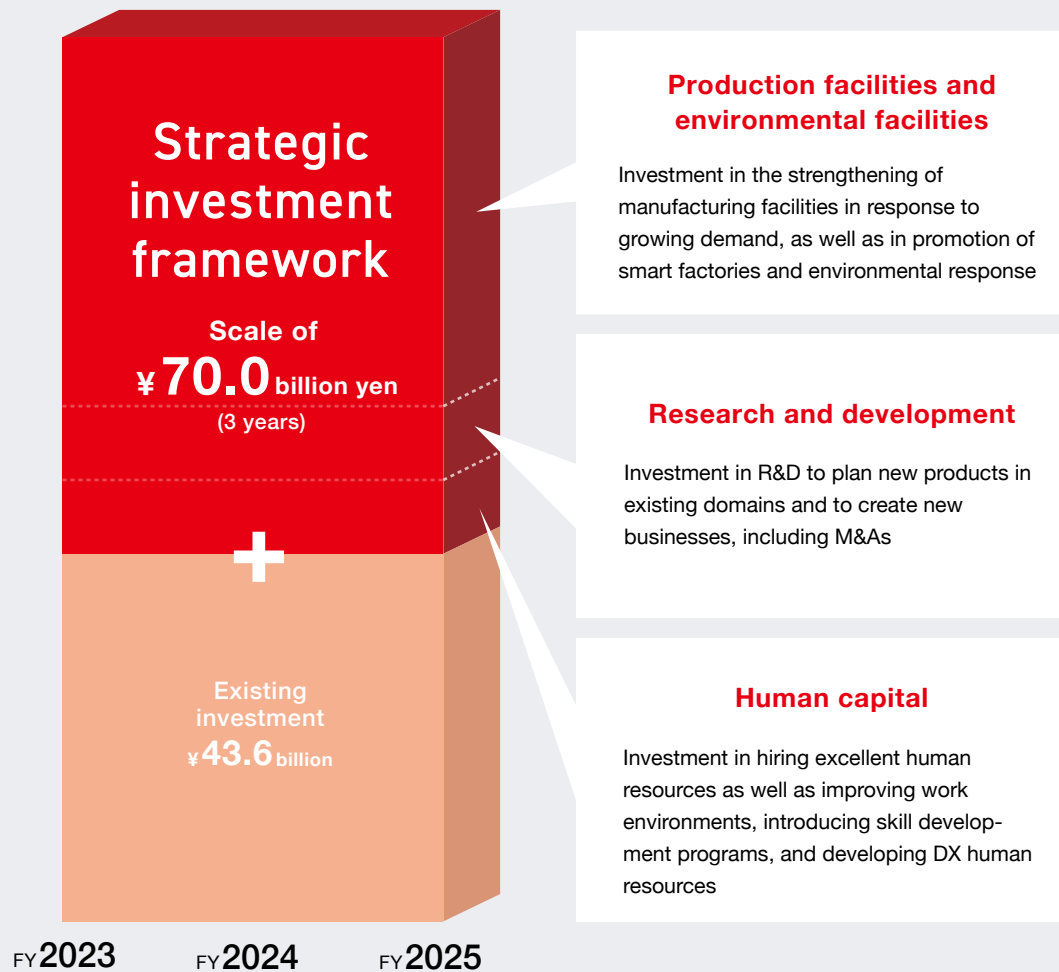 Strategic
investment
framework
Scale of
¥70.0 billion yen
(3 years)
+
Existing
investment
¥43.6 billion
FY2023
FY2024
FY2025
Production facilities and
environmental facilities
Investment in the strengthening of
manufacturing facilities in response to
growing demand, as well as in promotion of
smart factories and environmental response
Research and development
Investment in R&D to plan new products in
existing domains and to create new
businesses, including M&As
Human capital
Investment in hiring excellent human
resources as well as improving work
environments, introducing skill develop-
ment programs, and developing DX human
resources